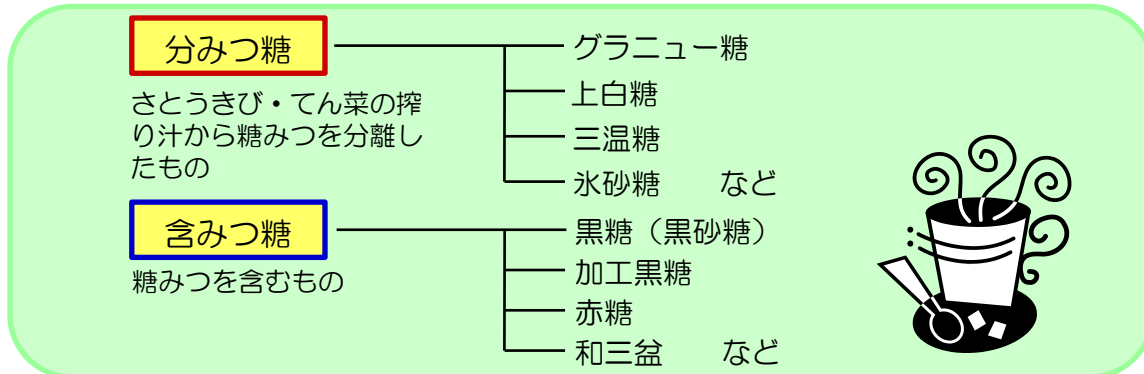 分みつ糖
さとうきび・てん菜の搾
り汁から糖みつを分離し
たもの
グラニュー糖
上白糖
三温糖
氷砂糖　　など
含みつ糖
糖みつを含むもの
黒糖（黒砂糖）
加工黒糖
赤糖
和三盆　　など